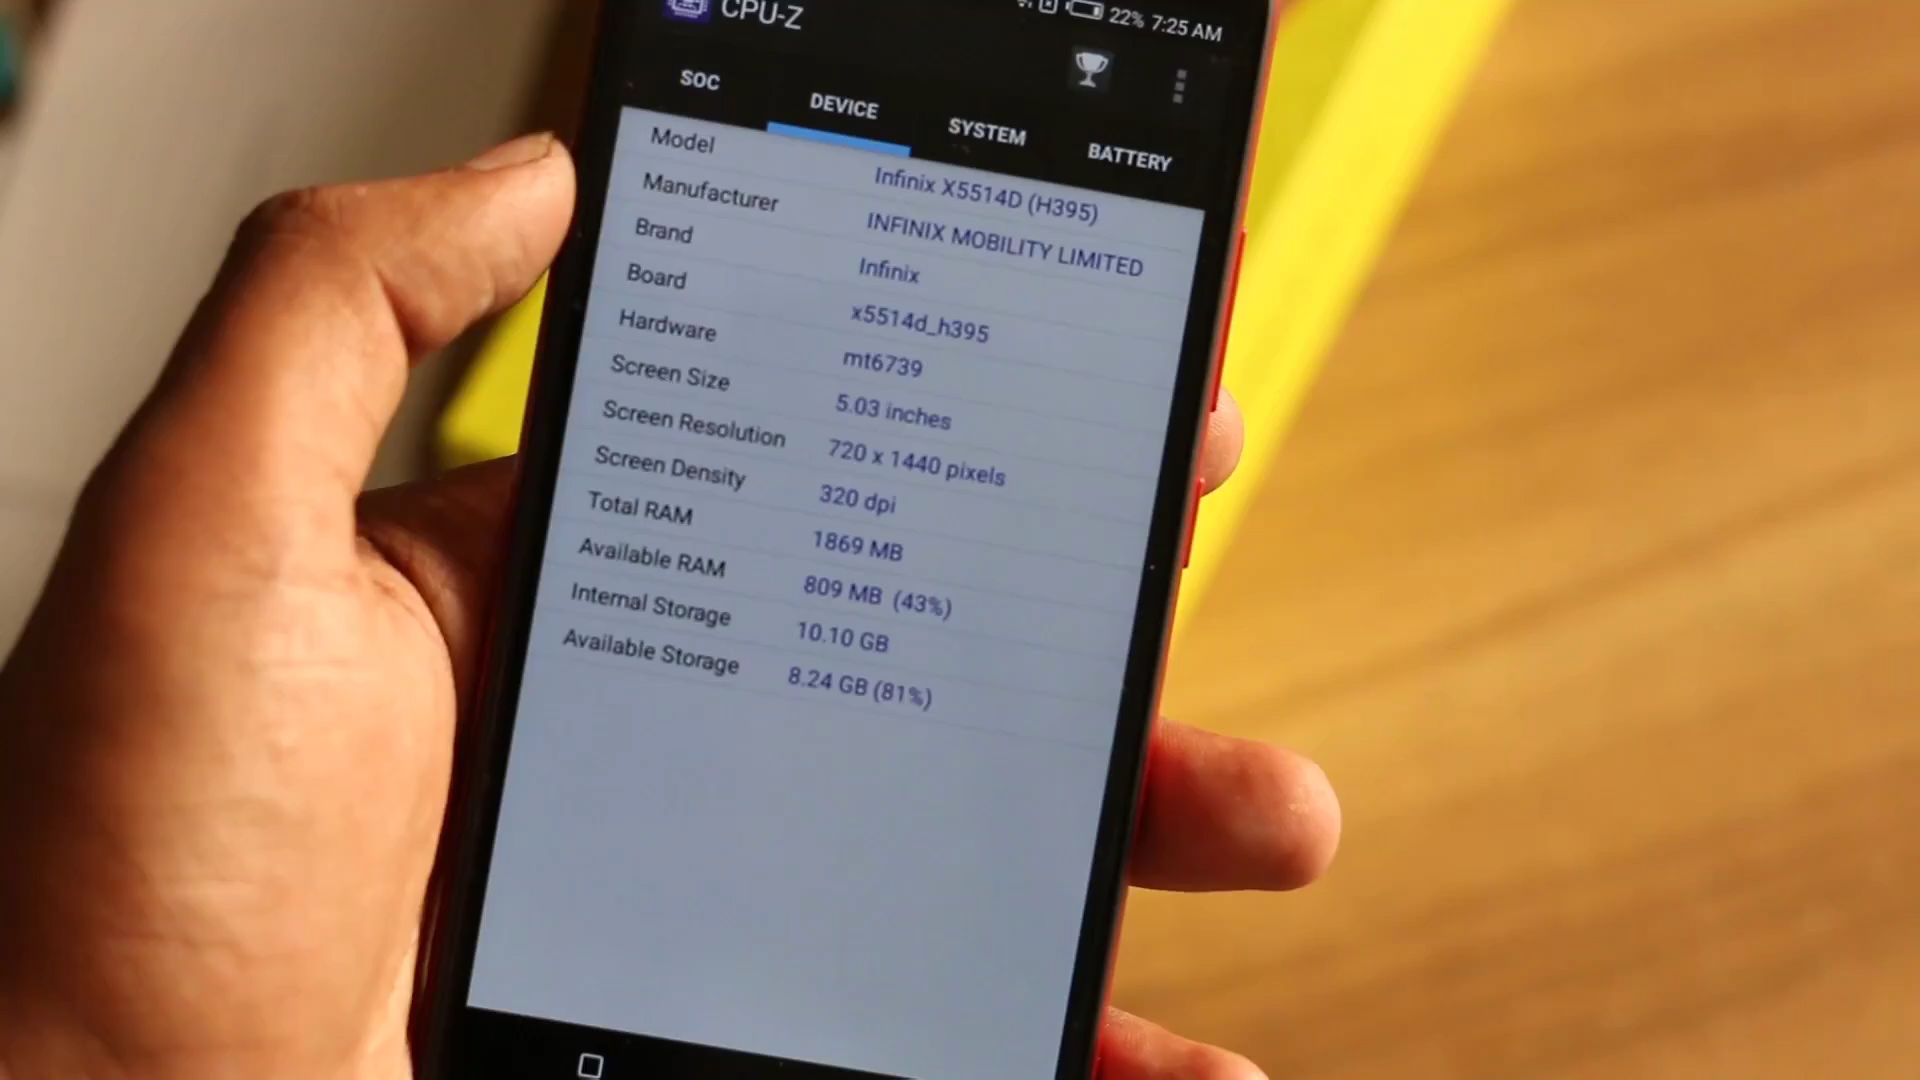 CPU-Z
22% 7:25 AM
SOC
DEVICE
SYSTEM
BATTERY
Model Infinix X5514D (H395)
Manufacturer INFINIX MOBILITY LIMITED
Brand Infinix
Board x5514d_h395
Hardware mt6739
Screen Size 5.03 inches
Screen Resolution 720 x 1440 pixels
Screen Density 320 dpi
Total RAM 1869 MB
Available RAM 809 MB (43%)
Internal Storage 10.10 GB
Available Storage 8.24 GB (81%)